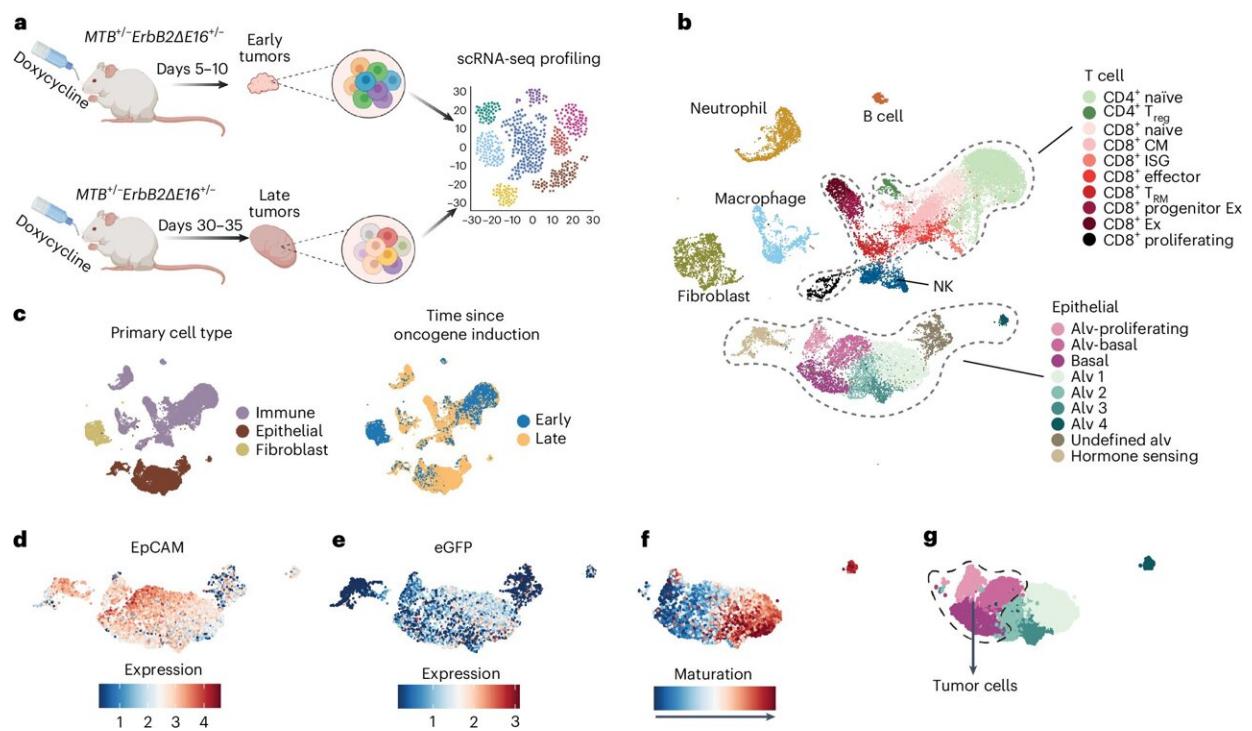 a
MTB+/-ErbB2ΔE16+/-
Doxycycline
Days 5–10
Early
tumors
scRNA-seq profiling
30
20
10
0
−10
−20
−30
−30 −20 −10 0 10 20 30
MTB+/-ErbB2ΔE16+/-
Doxycycline
Days 30–35
Late
tumors
b
Neutrophil
B cell
Macrophage
Fibroblast
NK
T cell
CD4+ naïve
CD4+ Treg
CD8+ naive
CD8+ CM
CD8+ ISG
CD8+ effector
CD8+ TRM
CD8+ progenitor Ex
CD8+ Ex
CD8+ proliferating
Epithelial
Alv-proliferating
Alv-basal
Basal
Alv 1
Alv 2
Alv 3
Alv 4
Undefined alv
Hormone sensing
c
Primary cell type
Immune
Epithelial
Fibroblast
Time since
oncogene induction
Early
Late
d
EpCAM
Expression
1 2 3 4
e
eGFP
Expression
1 2 3
f
Maturation
g
Tumor cells